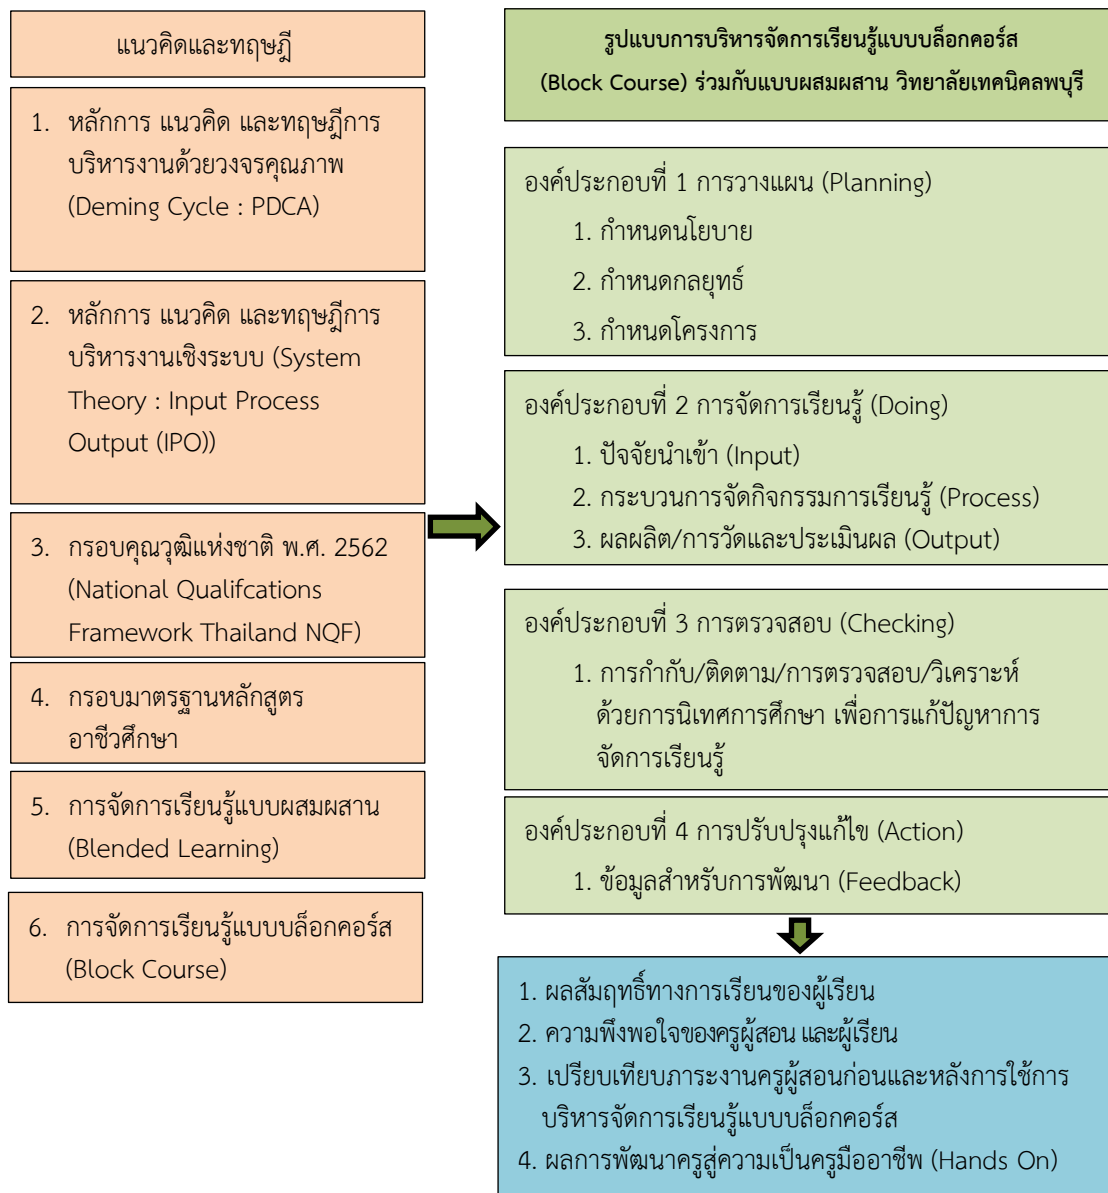 แนวคิดและทฤษฎี
1. หลักการ แนวคิด และทฤษฎีการ
บริหารงานด้วยวงจรคุณภาพ
(Deming Cycle : PDCA)
2. หลักการ แนวคิด และทฤษฎีการ
บริหารงานเชิงระบบ (System
Theory : Input Process
Output (IPO))
3. กรอบคุณวุฒิแห่งชาติ พ.ศ. 2562
(National Qualifcations
Framework Thailand NQF)
4. กรอบมาตรฐานหลักสูตร
อาชีวศึกษา
5. การจัดการเรียนรู้แบบผสมผสาน
(Blended Learning)
6. การจัดการเรียนรู้แบบบล็อกคอร์ส
(Block Course)
รูปแบบการบริหารจัดการเรียนรู้แบบบล็อกคอร์ส
(Block Course) ร่วมกับแบบผสมผสาน วิทยาลัยเทคนิคลพบุรี
องค์ประกอบที่ 1 การวางแผน (Planning)
1. กำหนดนโยบาย
2. กำหนดกลยุทธ์
3. กำหนดโครงการ
องค์ประกอบที่ 2 การจัดการเรียนรู้ (Doing)
1. ปัจจัยนำเข้า (Input)
2. กระบวนการจัดกิจกรรมการเรียนรู้ (Process)
3. ผลผลิต/การวัดและประเมินผล (Output)
องค์ประกอบที่ 3 การตรวจสอบ (Checking)
1. การกำกับ/ติดตาม/การตรวจสอบ/วิเคราะห์
ด้วยการนิเทศการศึกษา เพื่อการแก้ปัญหาการ
จัดการเรียนรู้
องค์ประกอบที่ 4 การปรับปรุงแก้ไข (Action)
1. ข้อมูลสำหรับการพัฒนา (Feedback)
1. ผลสัมฤทธิ์ทางการเรียนของผู้เรียน
2. ความพึงพอใจของครูผู้สอน และผู้เรียน
3. เปรียบเทียบภาระงานครูผู้สอนก่อนและหลังการใช้การ
บริหารจัดการเรียนรู้แบบบล็อกคอร์ส
4. ผลการพัฒนาครูสู่ความเป็นครูมืออาชีพ (Hands On)